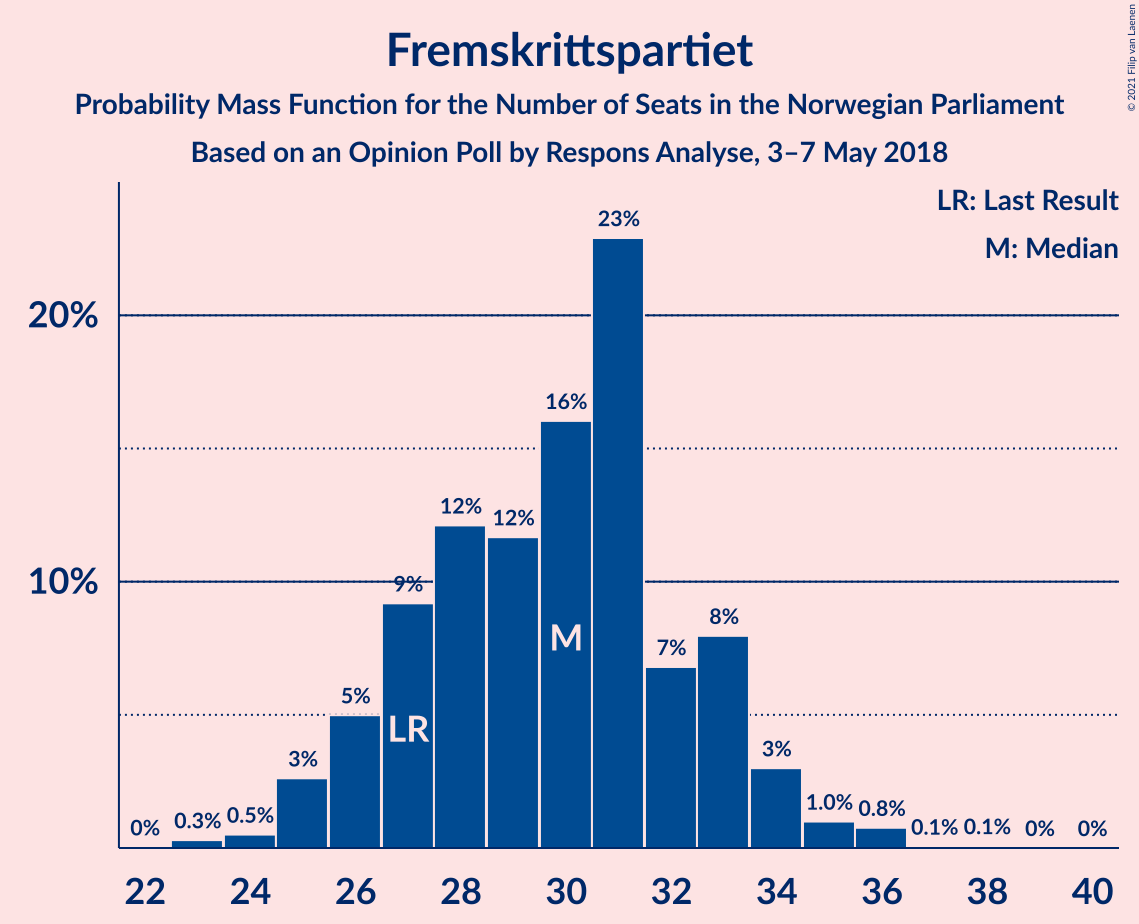 Fremskrittspartiet
Probability Mass Function for the Number of Seats in the Norwegian Parliament
Based on an Opinion Poll by Respons Analyse, 3–7 May 2018
© 2021 Filip van Laenen
LR: Last Result
M: Median
20%
10%
0%
0.3%
0.5%
3%
5%
9%
12%
12%
16%
23%
7%
8%
3%
1.0%
0.8%
0.1%
0.1%
0%
0%
LR
M
22 24 26 28 30 32 34 36 38 40